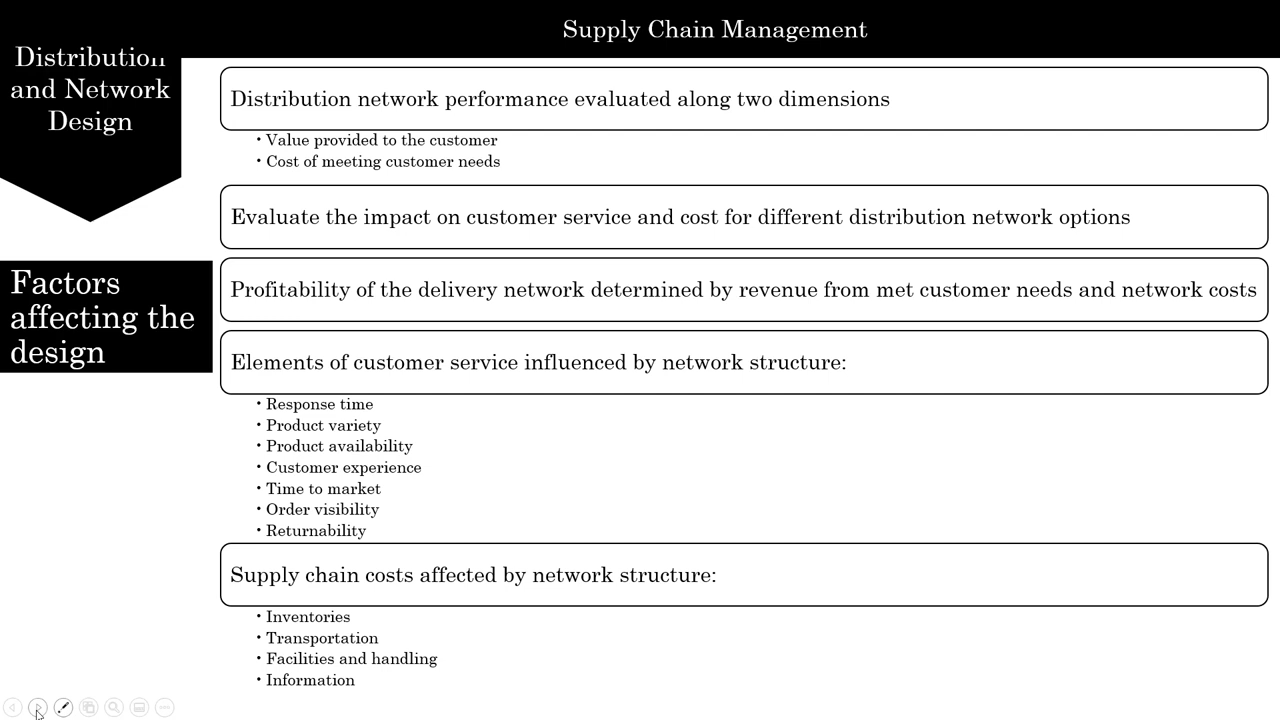 Supply Chain Management
Distribution
and Network
Design
Factors
affecting the
design
Distribution network performance evaluated along two dimensions
• Value provided to the customer
• Cost of meeting customer needs
Evaluate the impact on customer service and cost for different distribution network options
Profitability of the delivery network determined by revenue from met customer needs and network costs
Elements of customer service influenced by network structure:
• Response time
• Product variety
• Product availability
• Customer experience
• Time to market
• Order visibility
• Returnability
Supply chain costs affected by network structure:
• Inventories
• Transportation
• Facilities and handling
• Information